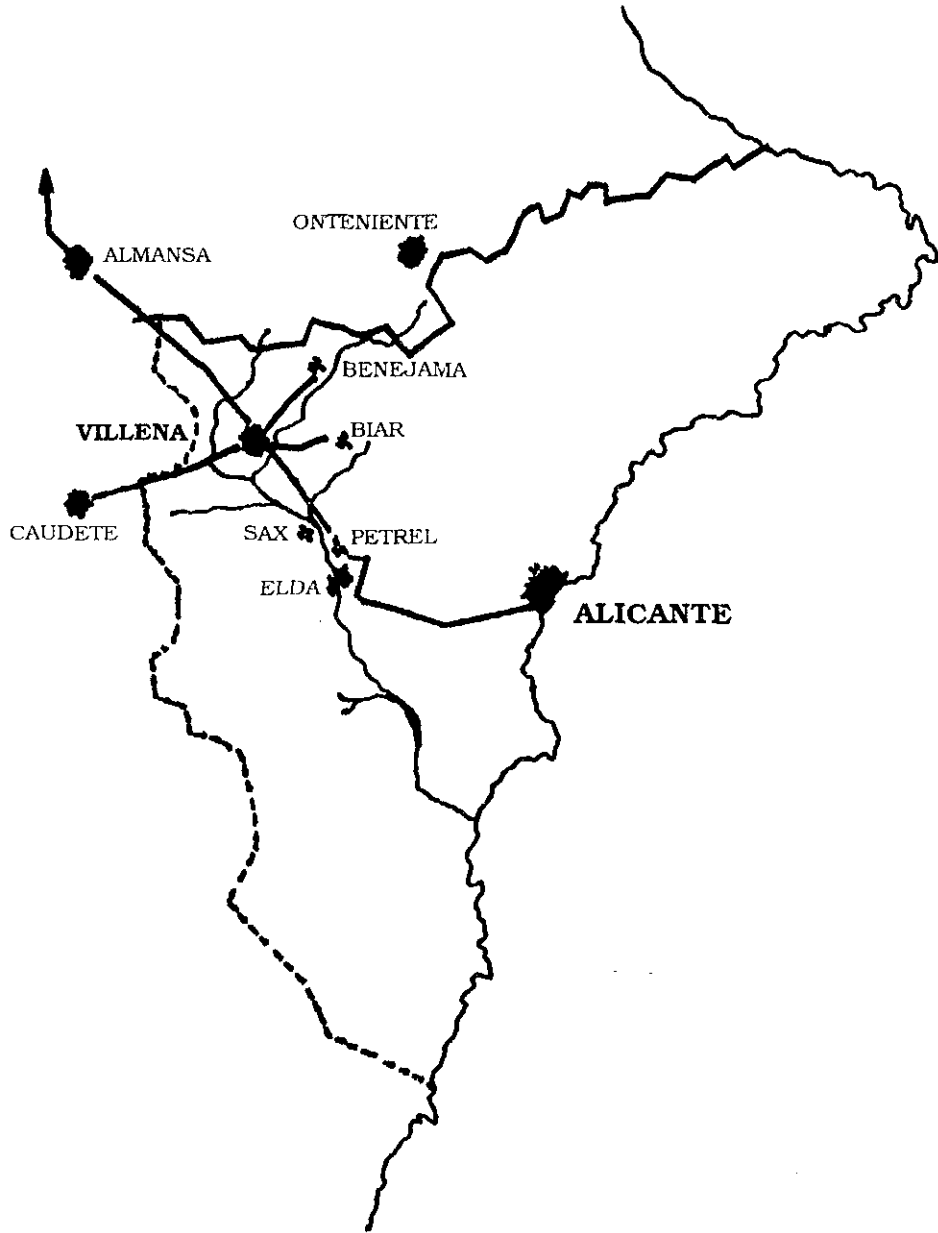 ONTENIENTE
ALMANSA
BENEJAMA
VILLENA
BIAR
CAUDETE
SAX
PETREL
ELDA
ALICANTE